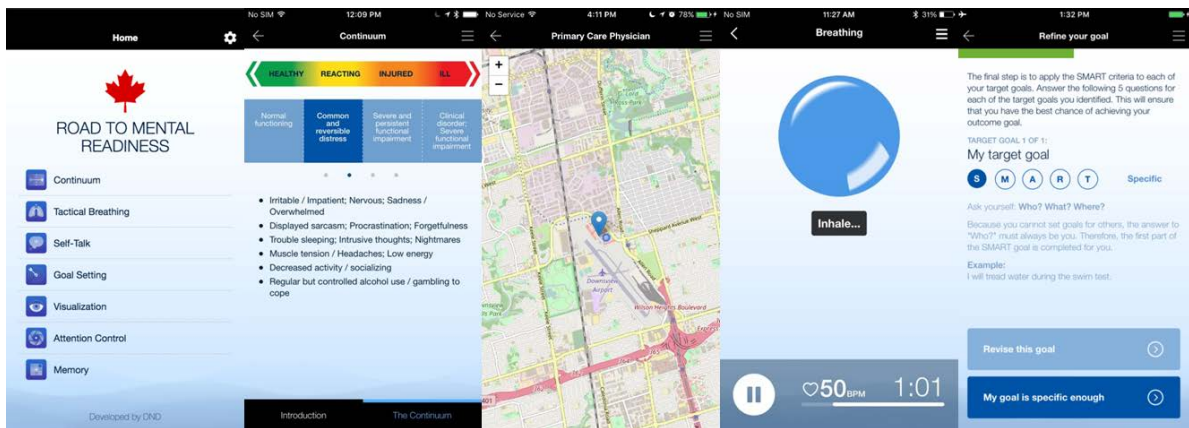 Home
ROAD TO MENTAL
READINESS
Continuum
Tactical Breathing
Self-Talk
Goal Setting
Visualization
Attention Control
Memory
Developed by DND
No SIM
12:09 PM
Continuum
HEALTHY
REACTING
INJURED
ILL
Normal
functioning
Common
and
reversible
distress
Severe and
persistent
functional
impairment
Clinical
disorder;
Severe
functional
impairment
• Irritable / Impatient; Nervous; Sadness /
Overwhelmed
• Displayed sarcasm; Procrastination; Forgetfulness
• Trouble sleeping; Intrusive thoughts; Nightmares
• Muscle tension / Headaches; Low energy
• Decreased activity / socializing
• Regular but controlled alcohol use / gambling to
cope
Introduction
The Continuum
No Service
4:11 PM
78%
Primary Care Physician
+
−
Sheppard Avenue West
Downsview
Airport
Wilson Heights Boulevard
No SIM
11:27 AM
31%
Breathing
Inhale...
50 BPM
1:01
1:32 PM
Refine your goal
The final step is to apply the SMART criteria to each of
your target goals. Answer the following 5 questions for
each of the target goals you identified. This will ensure
that you have the best chance of achieving your
outcome goal.
TARGET GOAL 1 OF 1:
My target goal
S M A R T Specific
Ask yourself: Who? What? Where?
Because you cannot set goals for others, the answer to
"Who?" must always be you. Therefore, the first part of
the SMART goal is completed for you.
Example:
I will tread water during the swim test.
Revise this goal
My goal is specific enough